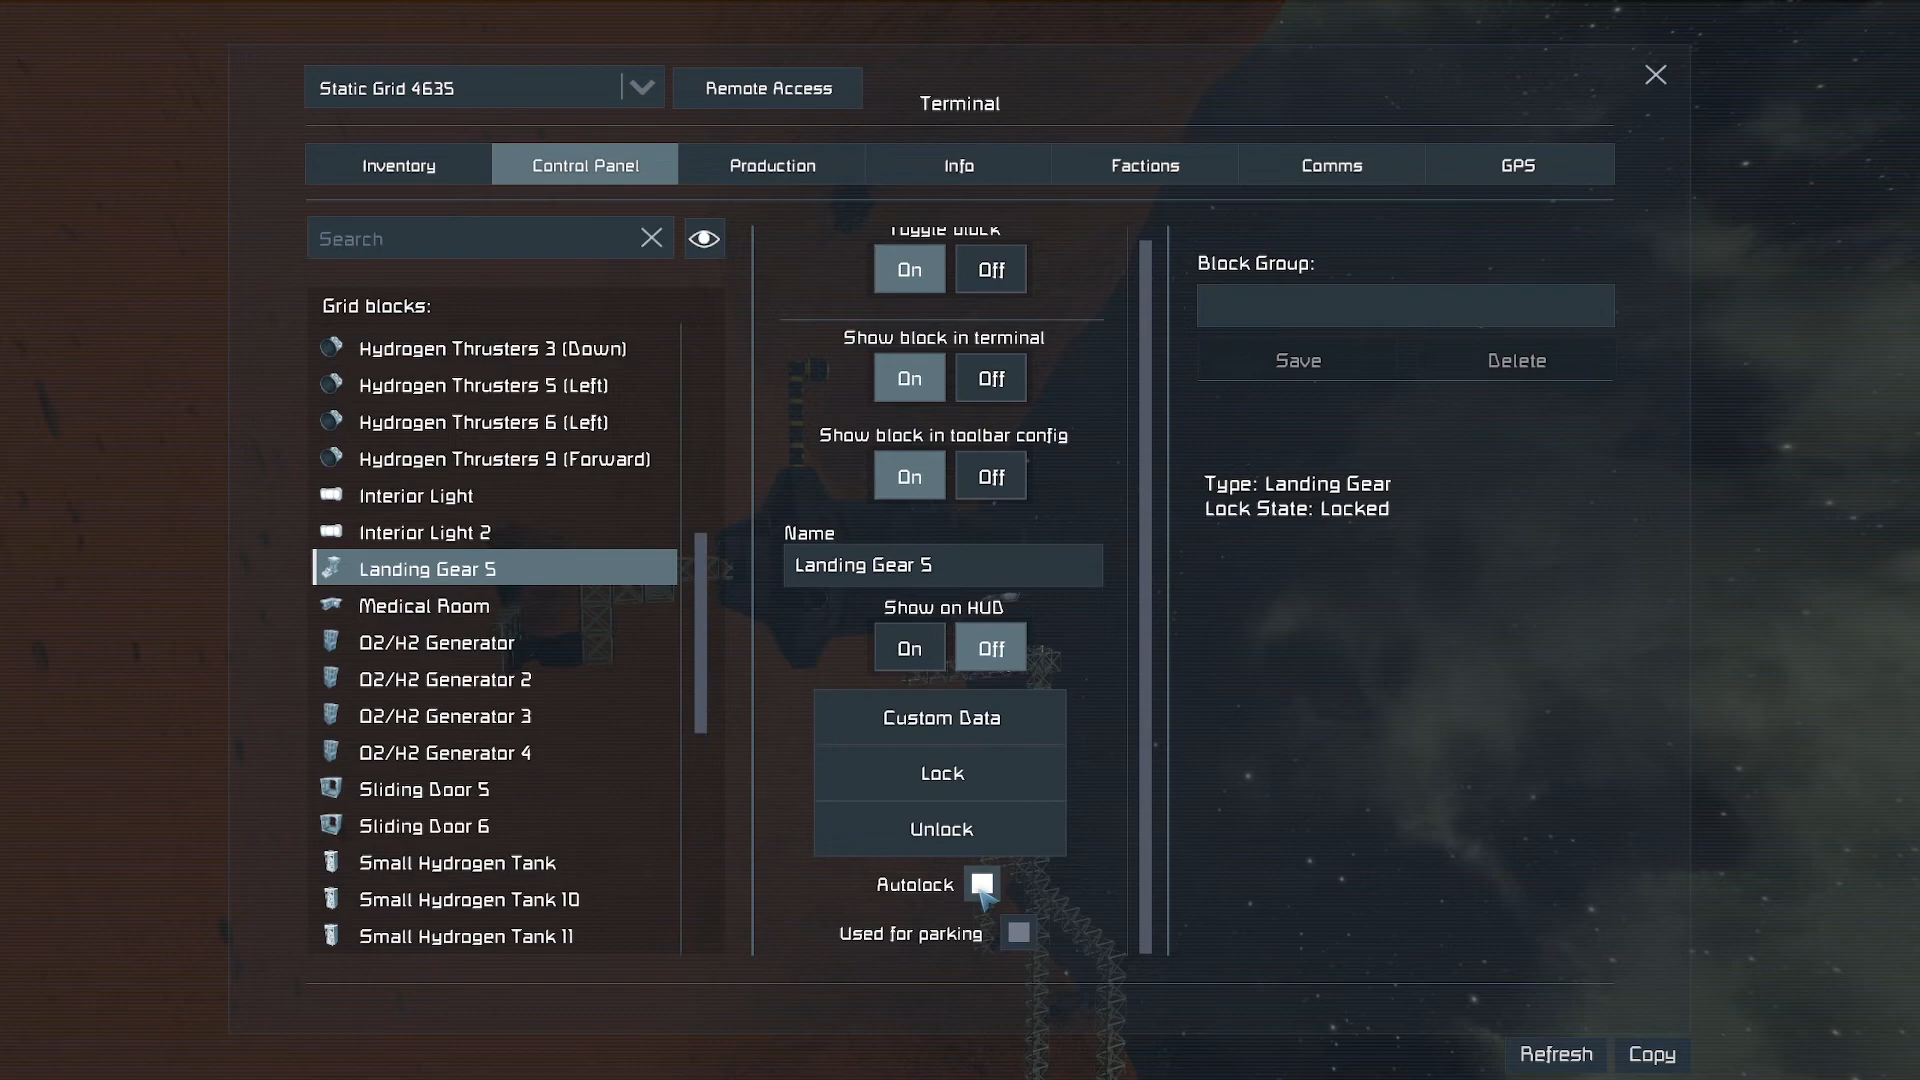 Static Grid 4635
Remote Access
Terminal
Inventory
Control Panel
Production
Info
Factions
Comms
GPS
Search
Grid blocks:
Hydrogen Thrusters 3 (Down)
Hydrogen Thrusters 5 (Left)
Hydrogen Thrusters 6 (Left)
Hydrogen Thrusters 9 (Forward)
Interior Light
Interior Light 2
Landing Gear 5
Medical Room
O2/H2 Generator
O2/H2 Generator 2
O2/H2 Generator 3
O2/H2 Generator 4
Sliding Door 5
Sliding Door 6
Small Hydrogen Tank
Small Hydrogen Tank 10
Small Hydrogen Tank 11
Toggle block
On Off
Show block in terminal
On Off
Show block in toolbar config
On Off
Name
Landing Gear 5
Show on HUD
On Off
Custom Data
Lock
Unlock
Autolock
Used for parking
Block Group:
Save Delete
Type: Landing Gear
Lock State: Locked
Refresh Copy